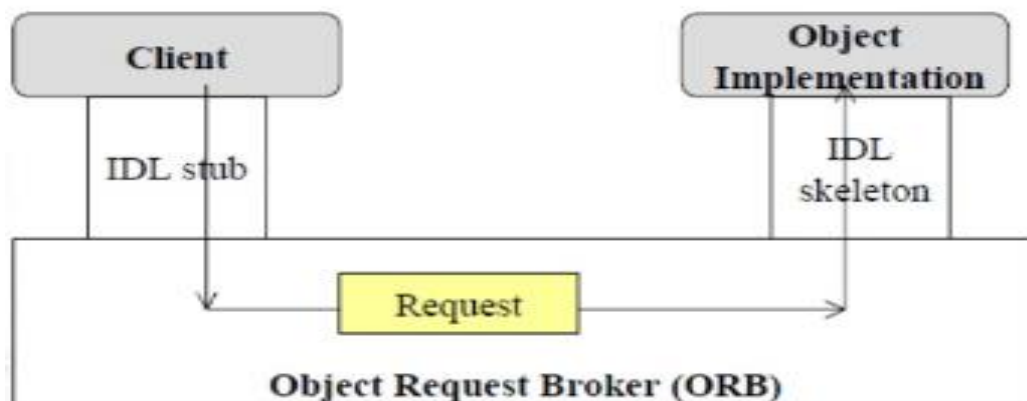 Client
Object
Implementation
IDL stub
IDL
skeleton
Request
Object Request Broker (ORB)